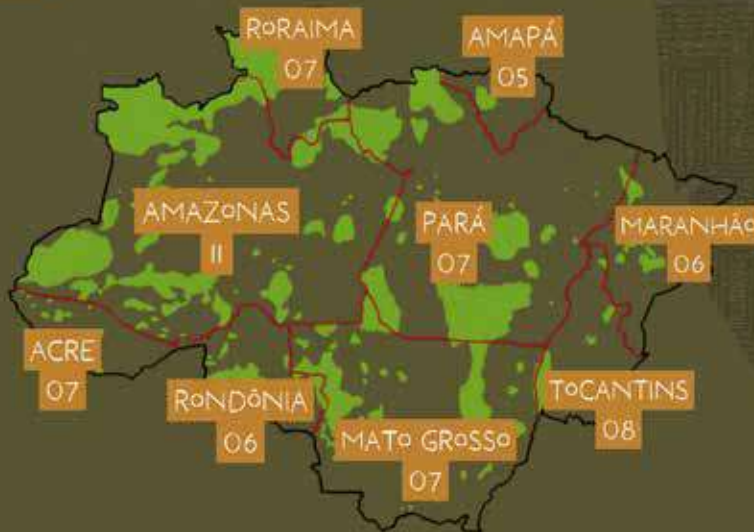 RORAIMA
07
AMAPÁ
05
AMAZONAS
11
PARÁ
07
MARANHÃO
06
ACRE
07
RONDÔNIA
06
MATO GROSSO
07
TOCANTINS
08